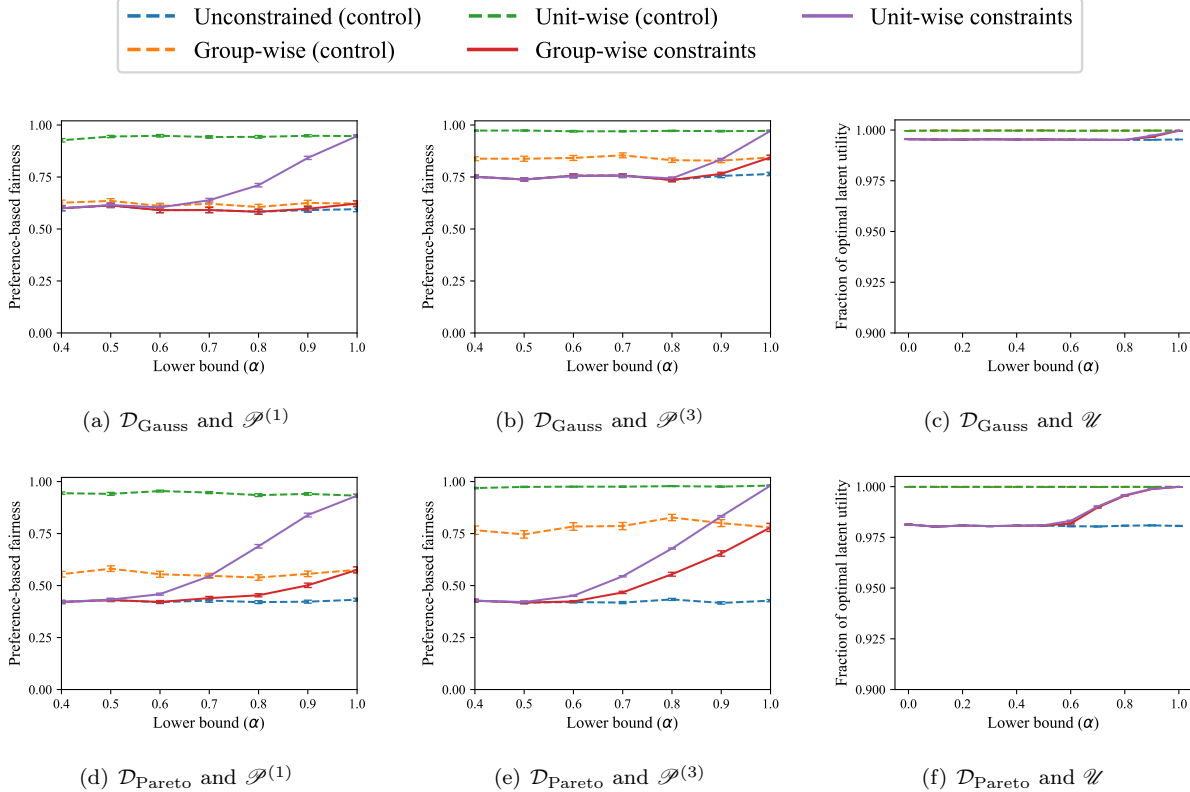 Unconstrained (control)
Unit-wise (control)
Unit-wise constraints
Group-wise (control)
Group-wise constraints
Preference-based fairness
1.00
0.75
0.50
0.25
0.00
0.4 0.5 0.6 0.7 0.8 0.9 1.0
Lower bound (α)
(a) 𝒟Gauss and 𝒫(1)
Preference-based fairness
1.00
0.75
0.50
0.25
0.00
0.4 0.5 0.6 0.7 0.8 0.9 1.0
Lower bound (α)
(b) 𝒟Gauss and 𝒫(3)
Fraction of optimal latent utility
1.000
0.975
0.950
0.925
0.900
0.0 0.2 0.4 0.6 0.8 1.0
Lower bound (α)
(c) 𝒟Gauss and 𝒰
Preference-based fairness
1.00
0.75
0.50
0.25
0.00
0.4 0.5 0.6 0.7 0.8 0.9 1.0
Lower bound (α)
(d) 𝒟Pareto and 𝒫(1)
Preference-based fairness
1.00
0.75
0.50
0.25
0.00
0.4 0.5 0.6 0.7 0.8 0.9 1.0
Lower bound (α)
(e) 𝒟Pareto and 𝒫(3)
Fraction of optimal latent utility
1.000
0.975
0.950
0.925
0.900
0.0 0.2 0.4 0.6 0.8 1.0
Lower bound (α)
(f) 𝒟Pareto and 𝒰